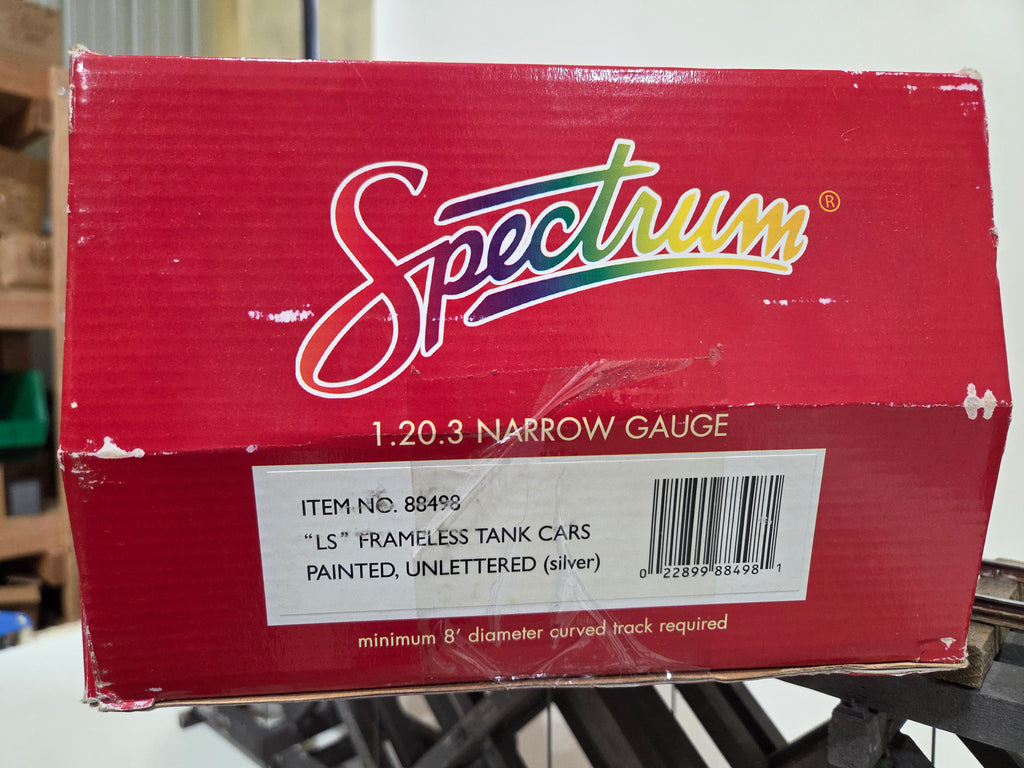 Spectrum®
1.20.3 NARROW GAUGE
ITEM NO. 88498
"LS" FRAMELESS TANK CARS
PAINTED, UNLETTERED (silver)
0 22899 88498 1
minimum 8' diameter curved track required